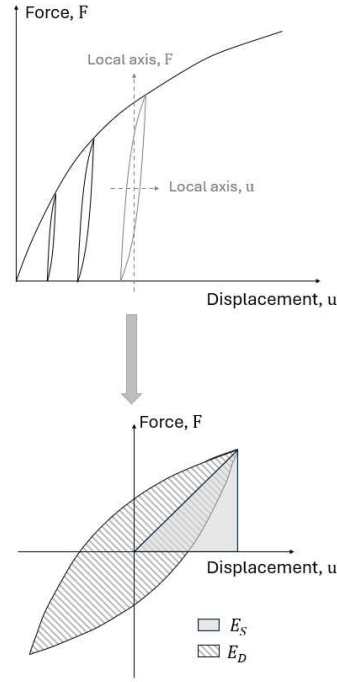 Force, F
Local axis, F
Local axis, u
Displacement, u
Force, F
Displacement, u
E_S
E_D